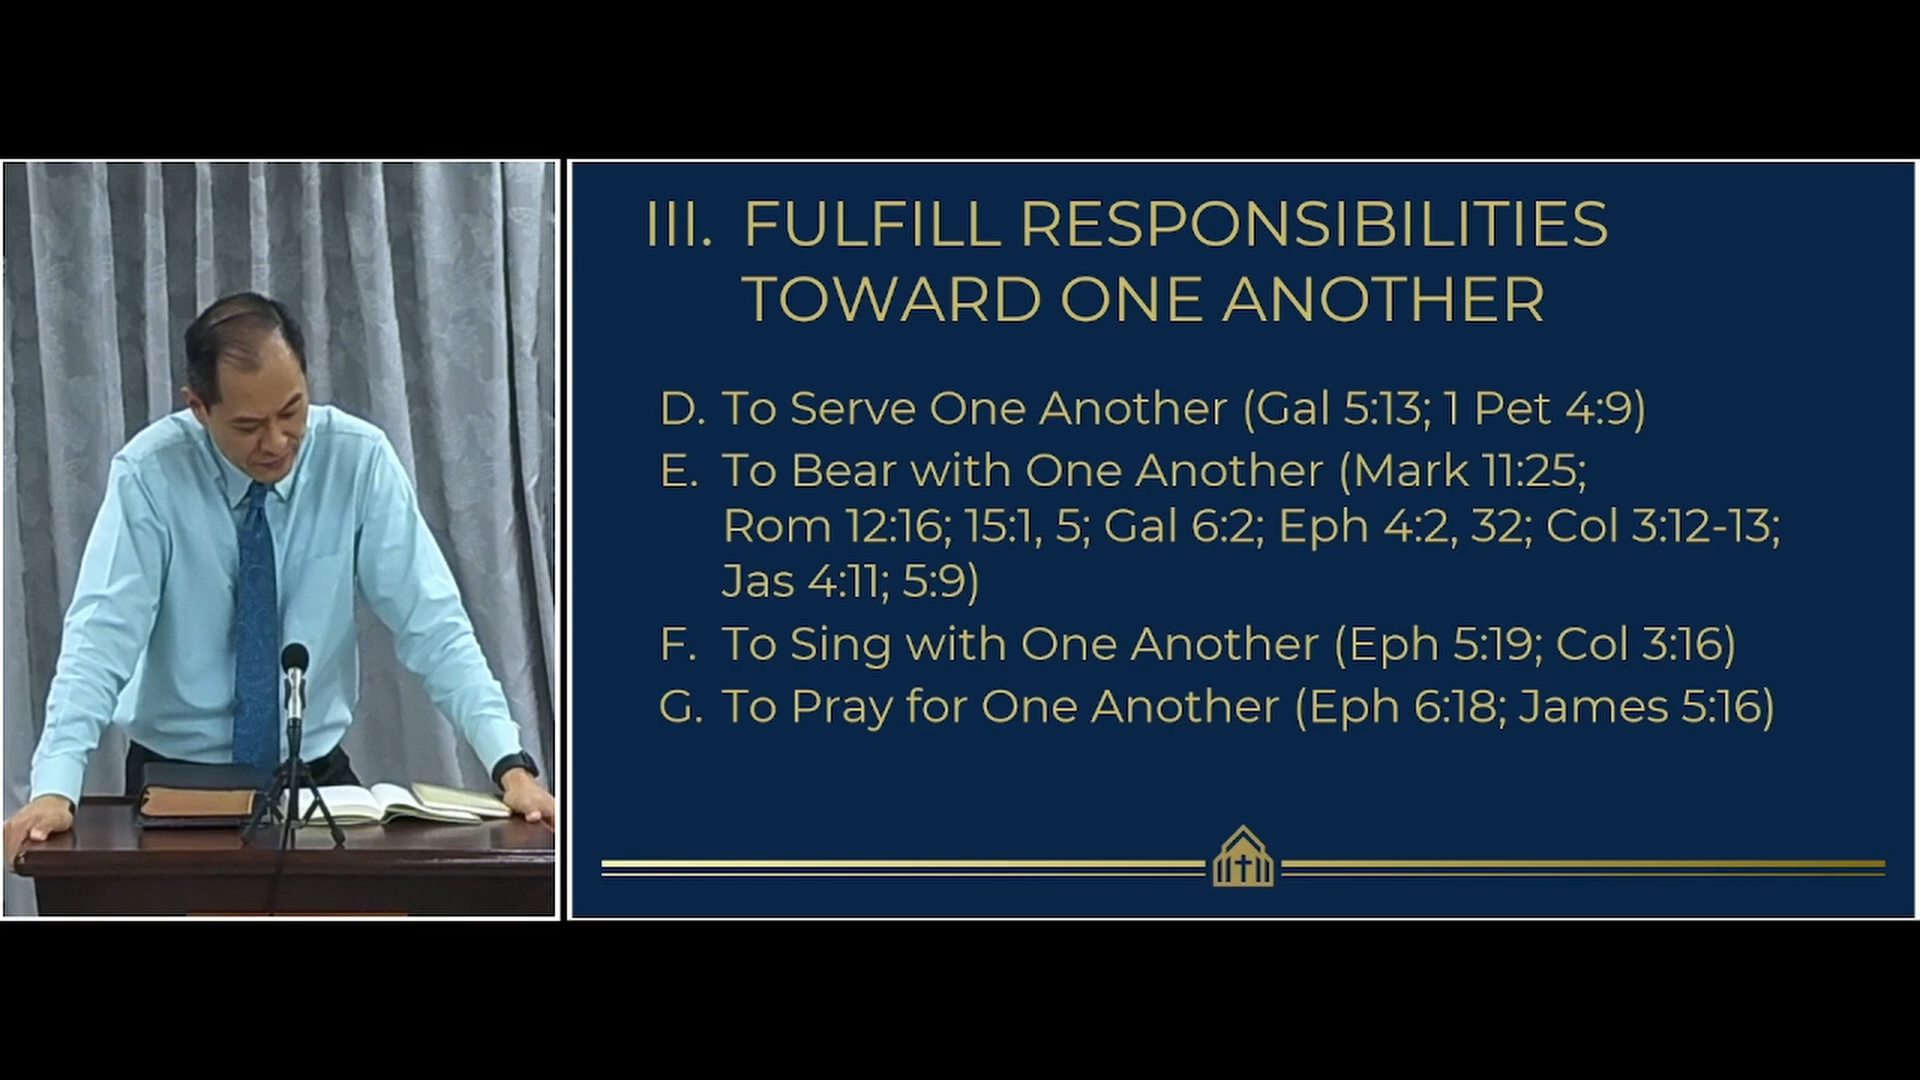 III. FULFILL RESPONSIBILITIES
TOWARD ONE ANOTHER
D. To Serve One Another (Gal 5:13; 1 Pet 4:9)
E. To Bear with One Another (Mark 11:25;
Rom 12:16; 15:1, 5; Gal 6:2; Eph 4:2, 32; Col 3:12-13;
Jas 4:11; 5:9)
F. To Sing with One Another (Eph 5:19; Col 3:16)
G. To Pray for One Another (Eph 6:18; James 5:16)